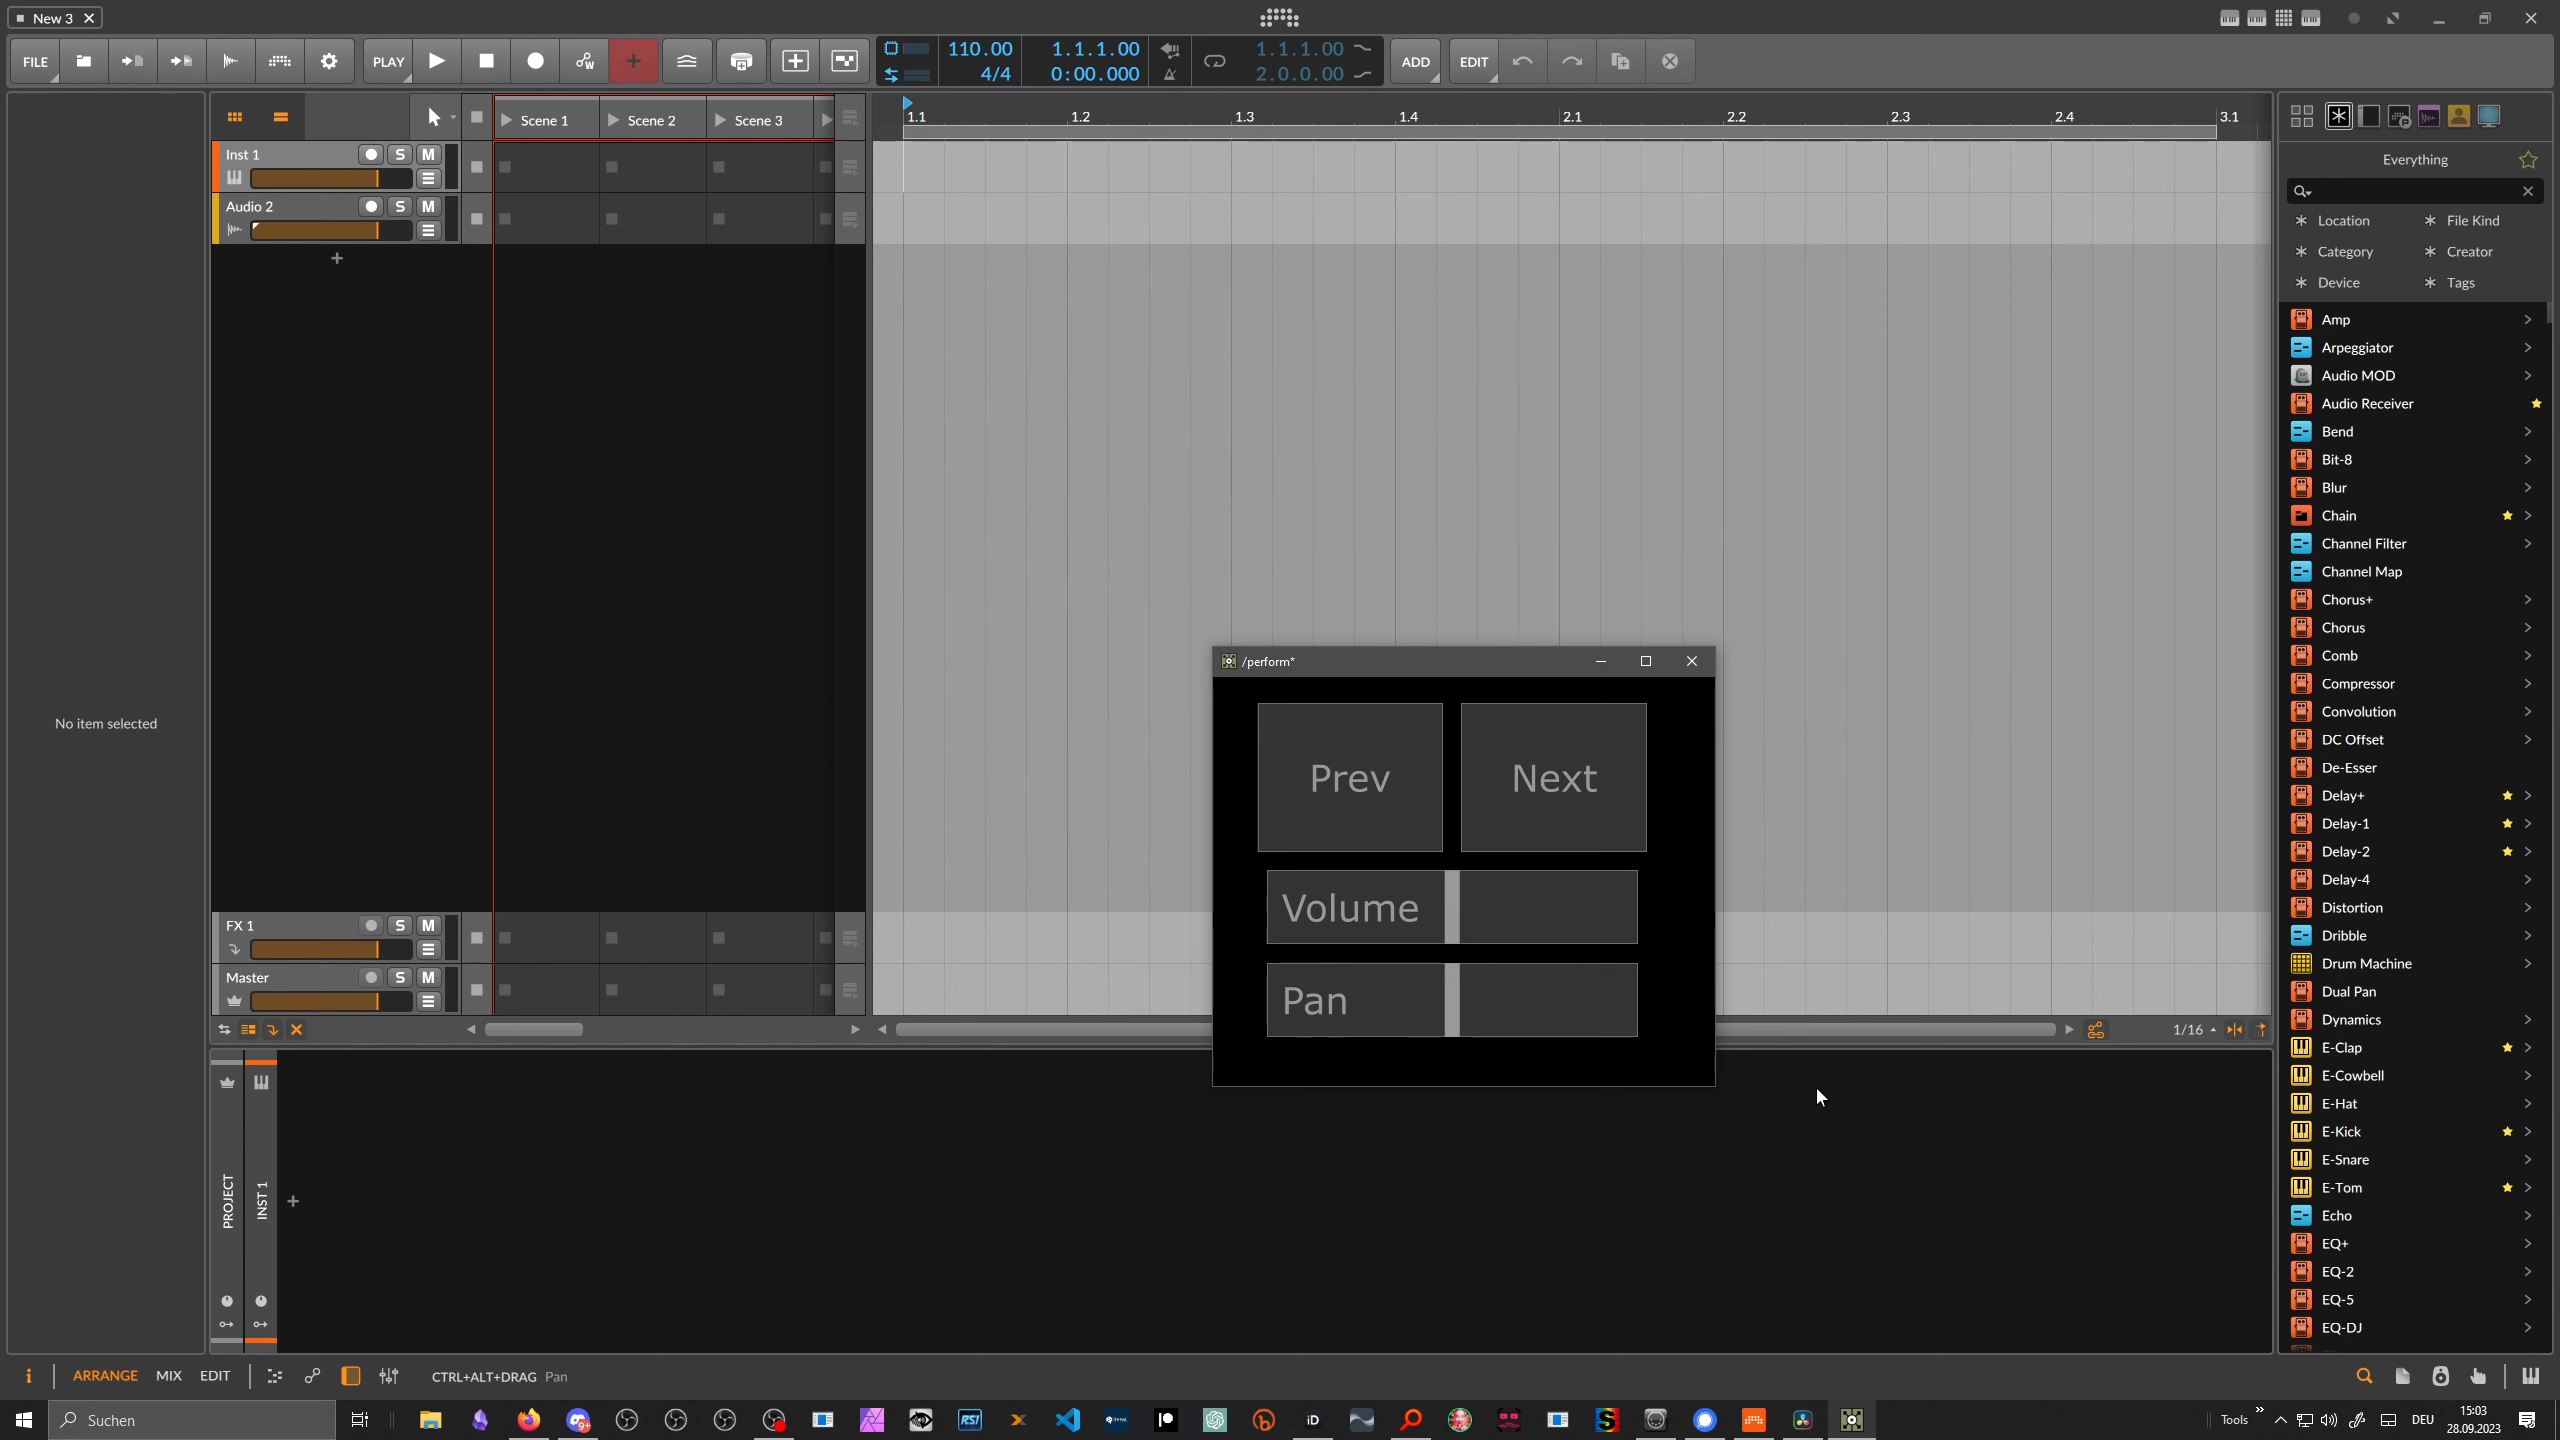 New 3
FILE
PLAY
110.00
4/4
1.1.1.00
0:00.000
1.1.1.00
2.0.0.00
ADD
EDIT
Scene 1
Scene 2
Scene 3
1.1
1.2
1.3
1.4
2.1
2.2
2.3
2.4
3.1
Inst 1
S
M
Audio 2
S
M
+
No item selected
FX 1
S
M
Master
S
M
1/16
/perform*
Prev
Next
Volume
Pan
PROJECT
INST 1
+
Everything
Location
File Kind
Category
Creator
Device
Tags
Amp
Arpeggiator
Audio MOD
Audio Receiver
Bend
Bit-8
Blur
Chain
Channel Filter
Channel Map
Chorus+
Chorus
Comb
Compressor
Convolution
DC Offset
De-Esser
Delay+
Delay-1
Delay-2
Delay-4
Distortion
Dribble
Drum Machine
Dual Pan
Dynamics
E-Clap
E-Cowbell
E-Hat
E-Kick
E-Snare
E-Tom
Echo
EQ+
EQ-2
EQ-5
EQ-DJ
i
ARRANGE
MIX
EDIT
CTRL+ALT+DRAG Pan
Suchen
9+
RSI
iD
Tools
DEU
15:03
28.09.2023